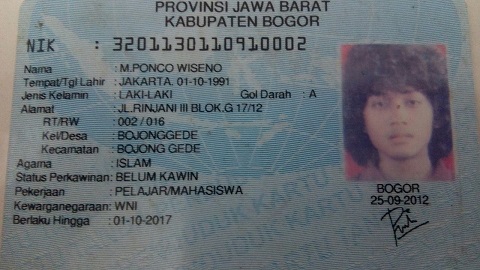 PROVINSI JAWA BARAT
KABUPATEN BOGOR
NIK : 3201130110910002
Nama : M.PONCO WISENO
Tempat/Tgl Lahir : JAKARTA, 01-10-1991
Jenis Kelamin : LAKI-LAKI Gol Darah : A
Alamat : JL.RINJANI III BLOK.G 17/12
RT/RW : 002 / 016
Kel/Desa : BOJONGGEDE
Kecamatan : BOJONG GEDE
Agama : ISLAM
Status Perkawinan: BELUM KAWIN
Pekerjaan : PELAJAR/MAHASISWA
Kewarganegaraan: WNI
Berlaku Hingga : 01-10-2017
BOGOR
25-09-2012